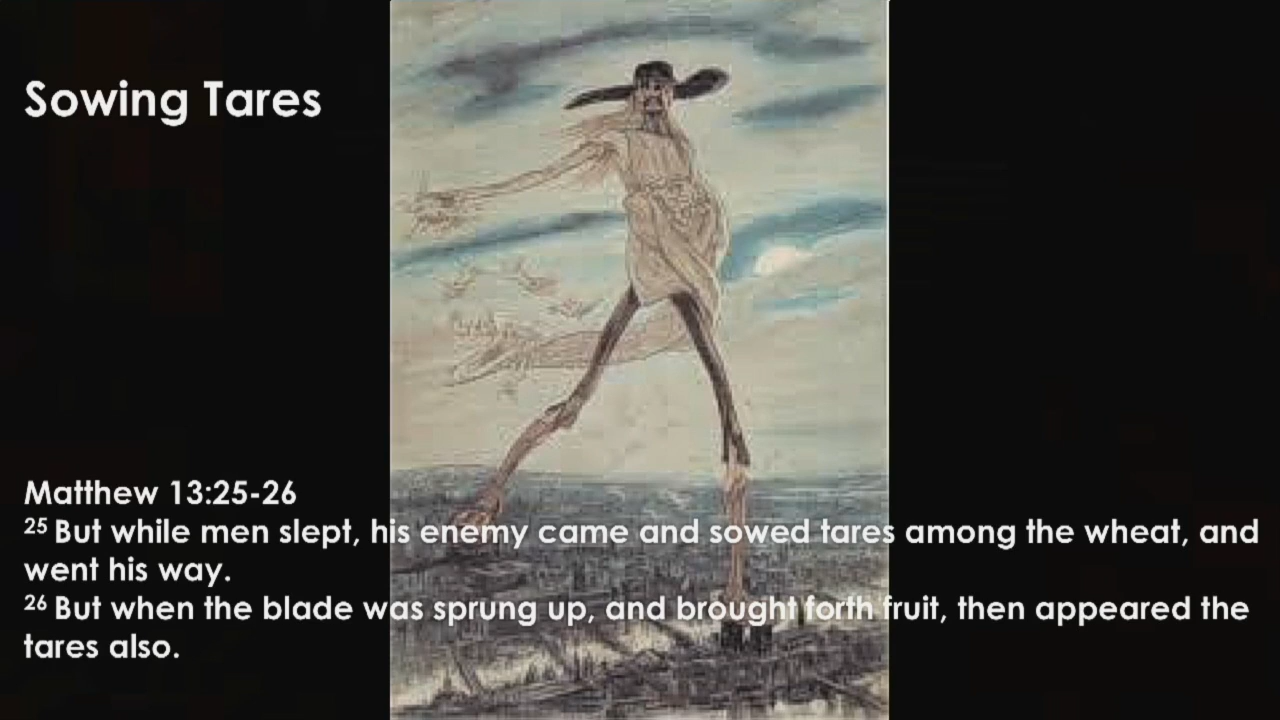 Sowing Tares
Matthew 13:25-26
25 But while men slept, his enemy came and sowed tares among the wheat, and
went his way.
26 But when the blade was sprung up, and brought forth fruit, then appeared the
tares also.